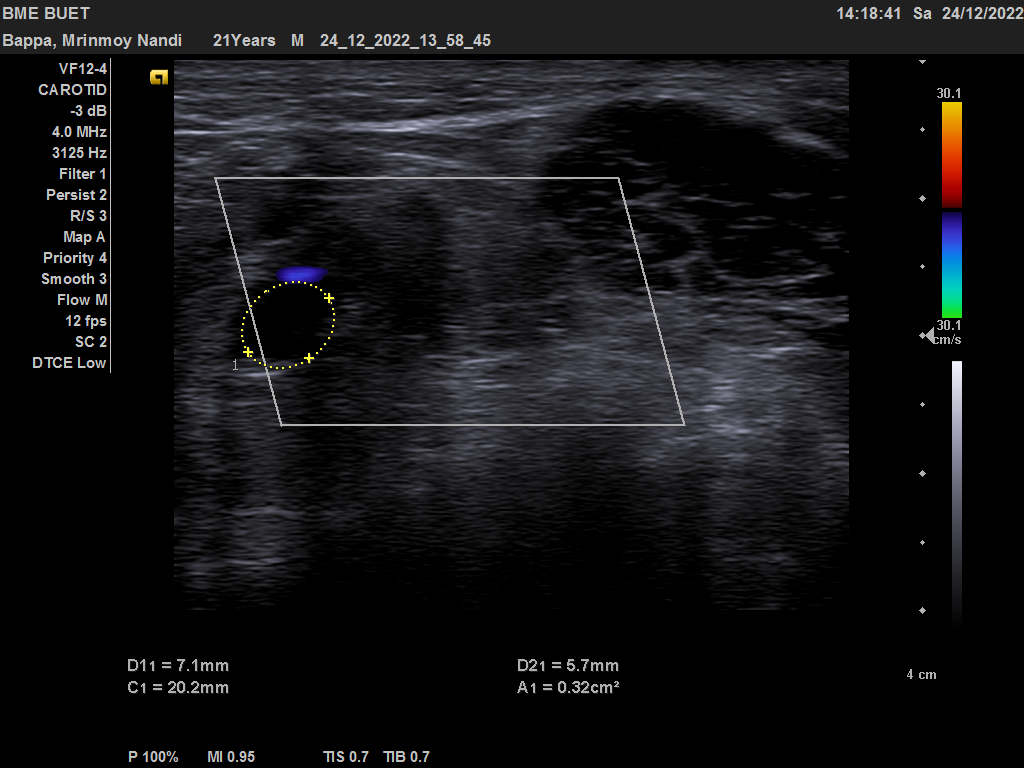 BME BUET
14:18:41 Sa 24/12/2022
Bappa, Mrinmoy Nandi 21Years M 24_12_2022_13_58_45
VF12-4
CAROTID
-3 dB
4.0 MHz
3125 Hz
Filter 1
Persist 2
R/S 3
Map A
Priority 4
Smooth 3
Flow M
12 fps
SC 2
DTCE Low
30.1
30.1
cm/s
1
4 cm
D11 = 7.1mm D21 = 5.7mm
C1 = 20.2mm A1 = 0.32cm²
P 100% MI 0.95 TIS 0.7 TIB 0.7